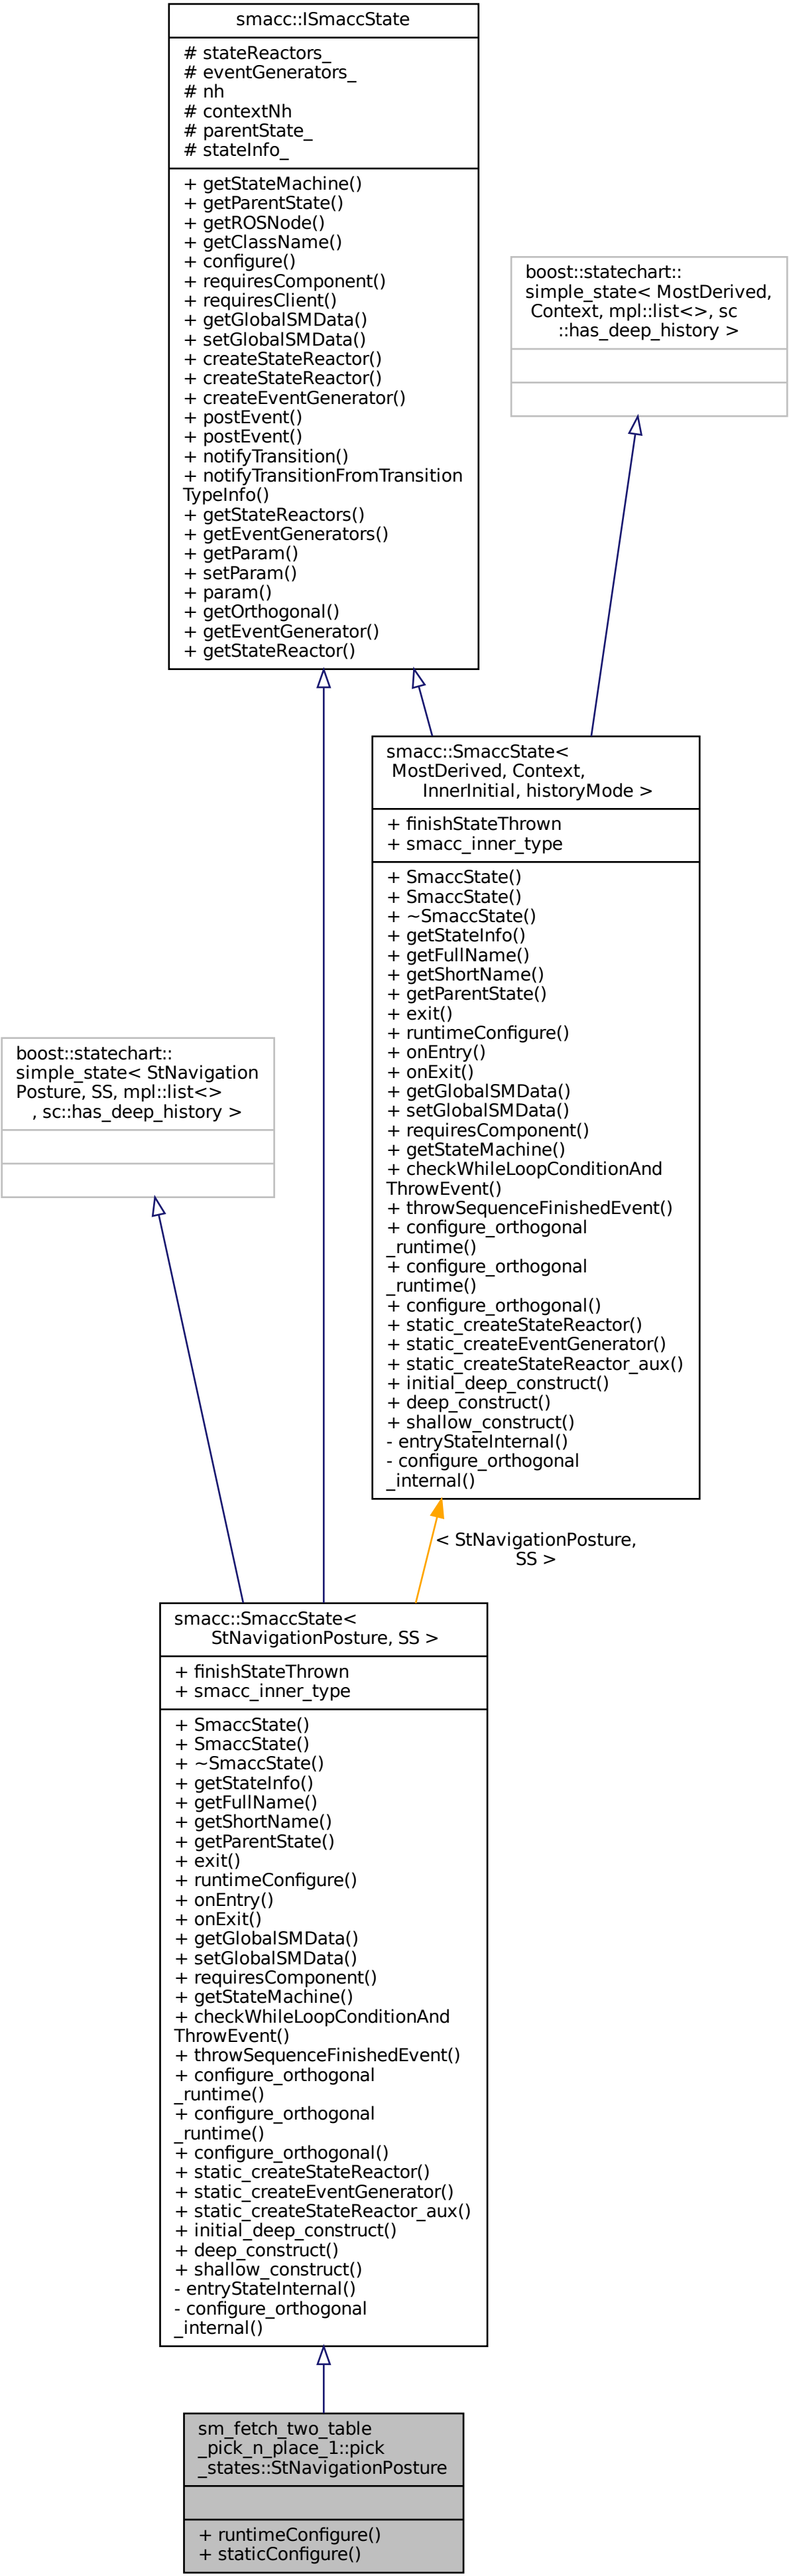 smacc::ISmaccState
# stateReactors_
# eventGenerators_
# nh
# contextNh
# parentState_
# stateInfo_
+ getStateMachine()
+ getParentState()
+ getROSNode()
+ getClassName()
+ configure()
+ requiresComponent()
+ requiresClient()
+ getGlobalSMData()
+ setGlobalSMData()
+ createStateReactor()
+ createStateReactor()
+ createEventGenerator()
+ postEvent()
+ postEvent()
+ notifyTransition()
+ notifyTransitionFromTransition
TypeInfo()
+ getStateReactors()
+ getEventGenerators()
+ getParam()
+ setParam()
+ param()
+ getOrthogonal()
+ getEventGenerator()
+ getStateReactor()
boost::statechart::
simple_state< MostDerived,
Context, mpl::list<>, sc
::has_deep_history >
smacc::SmaccState<
MostDerived, Context,
InnerInitial, historyMode >
+ finishStateThrown
+ smacc_inner_type
+ SmaccState()
+ SmaccState()
+ ~SmaccState()
+ getStateInfo()
+ getFullName()
+ getShortName()
+ getParentState()
+ exit()
+ runtimeConfigure()
+ onEntry()
+ onExit()
+ getGlobalSMData()
+ setGlobalSMData()
+ requiresComponent()
+ getStateMachine()
+ checkWhileLoopConditionAnd
ThrowEvent()
+ throwSequenceFinishedEvent()
+ configure_orthogonal
_runtime()
+ configure_orthogonal
_runtime()
+ configure_orthogonal()
+ static_createStateReactor()
+ static_createEventGenerator()
+ static_createStateReactor_aux()
+ initial_deep_construct()
+ deep_construct()
+ shallow_construct()
- entryStateInternal()
- configure_orthogonal
_internal()
boost::statechart::
simple_state< StNavigation
Posture, SS, mpl::list<>
, sc::has_deep_history >
< StNavigationPosture,
SS >
smacc::SmaccState<
StNavigationPosture, SS >
+ finishStateThrown
+ smacc_inner_type
+ SmaccState()
+ SmaccState()
+ ~SmaccState()
+ getStateInfo()
+ getFullName()
+ getShortName()
+ getParentState()
+ exit()
+ runtimeConfigure()
+ onEntry()
+ onExit()
+ getGlobalSMData()
+ setGlobalSMData()
+ requiresComponent()
+ getStateMachine()
+ checkWhileLoopConditionAnd
ThrowEvent()
+ throwSequenceFinishedEvent()
+ configure_orthogonal
_runtime()
+ configure_orthogonal
_runtime()
+ configure_orthogonal()
+ static_createStateReactor()
+ static_createEventGenerator()
+ static_createStateReactor_aux()
+ initial_deep_construct()
+ deep_construct()
+ shallow_construct()
- entryStateInternal()
- configure_orthogonal
_internal()
sm_fetch_two_table
_pick_n_place_1::pick
_states::StNavigationPosture
+ runtimeConfigure()
+ staticConfigure()